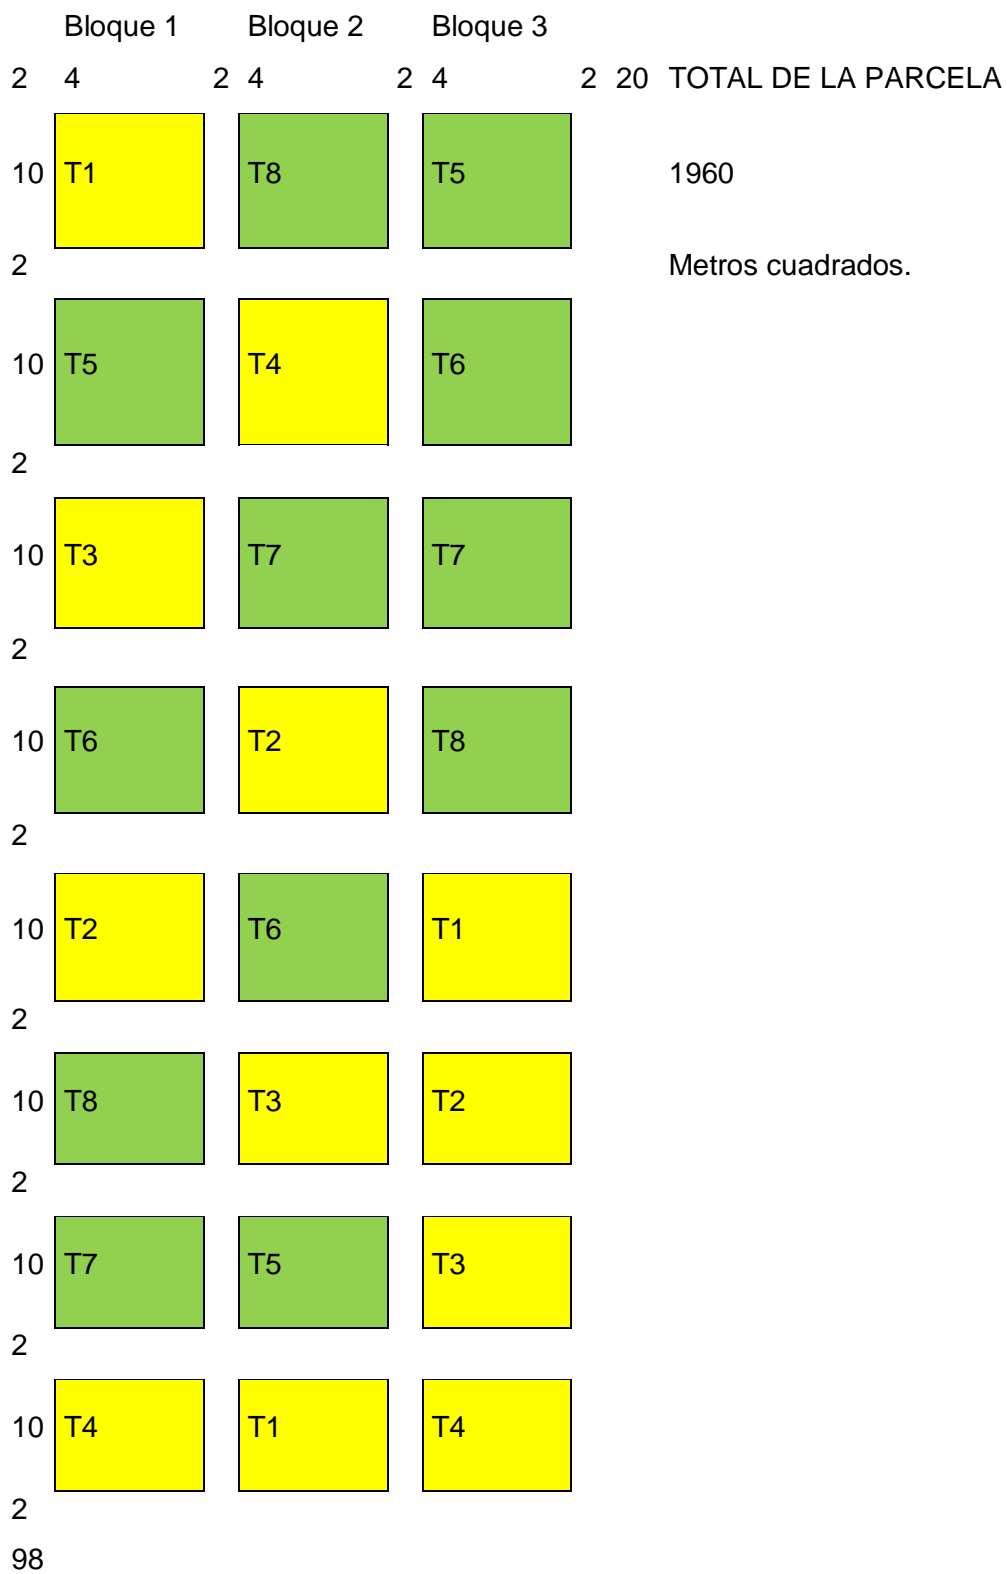 Bloque 1 Bloque 2 Bloque 3
2 4 2 4 2 4 2 20 TOTAL DE LA PARCELA
10 T1 T8 T5 1960
2 Metros cuadrados.
10 T5 T4 T6
2
10 T3 T7 T7
2
10 T6 T2 T8
2
10 T2 T6 T1
2
10 T8 T3 T2
2
10 T7 T5 T3
2
10 T4 T1 T4
2
98